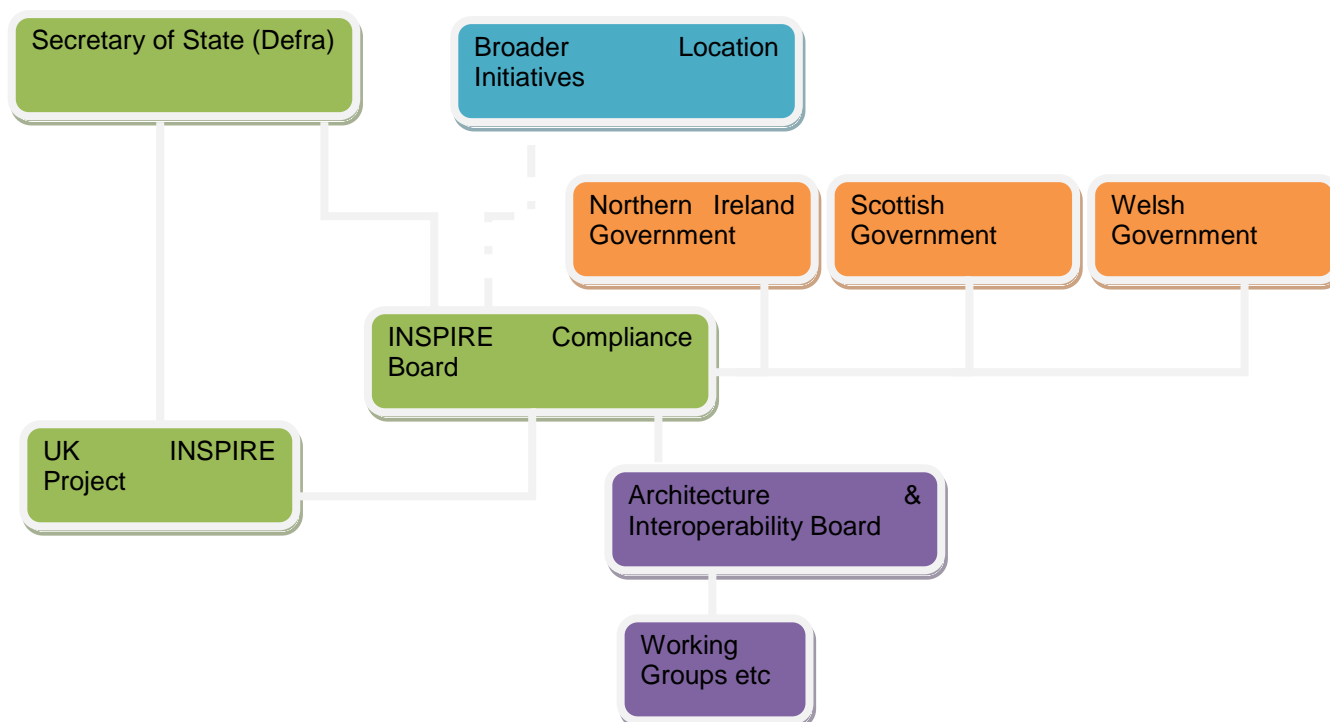 Secretary of State (Defra)
Broader Location
Initiatives
Northern Ireland
Government
Scottish
Government
Welsh
Government
INSPIRE Compliance
Board
UK INSPIRE
Project
Architecture &
Interoperability Board
Working
Groups etc